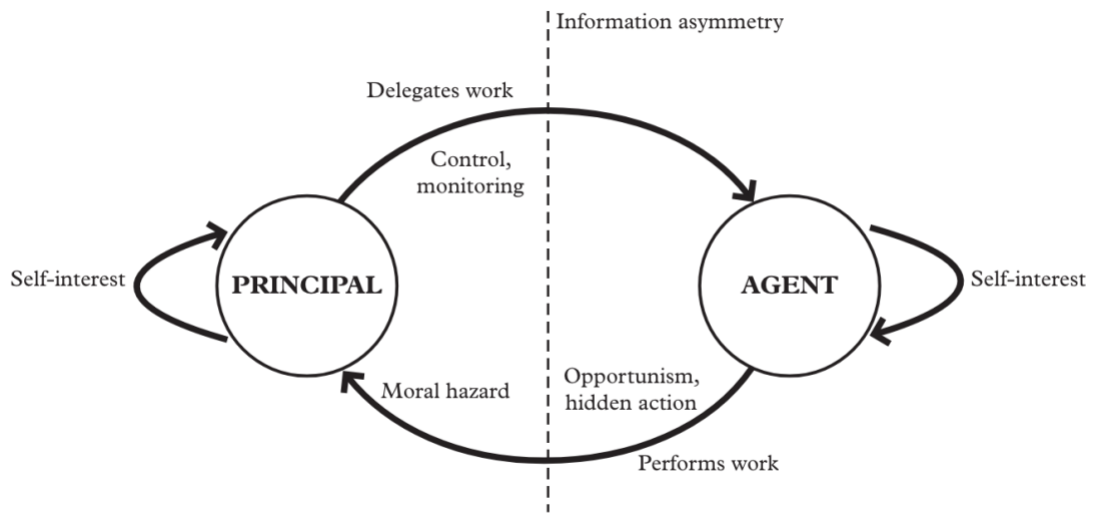 Information asymmetry
Delegates work
Control,
monitoring
Self-interest
PRINCIPAL
AGENT
Self-interest
Moral hazard
Opportunism,
hidden action
Performs work